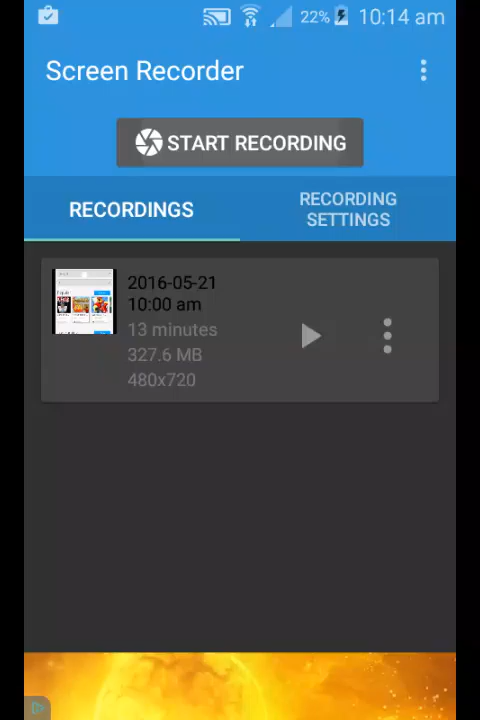 22% 10:14 am
Screen Recorder
START RECORDING
RECORDINGS
RECORDING
SETTINGS
2016-05-21
10:00 am
13 minutes
327.6 MB
480x720